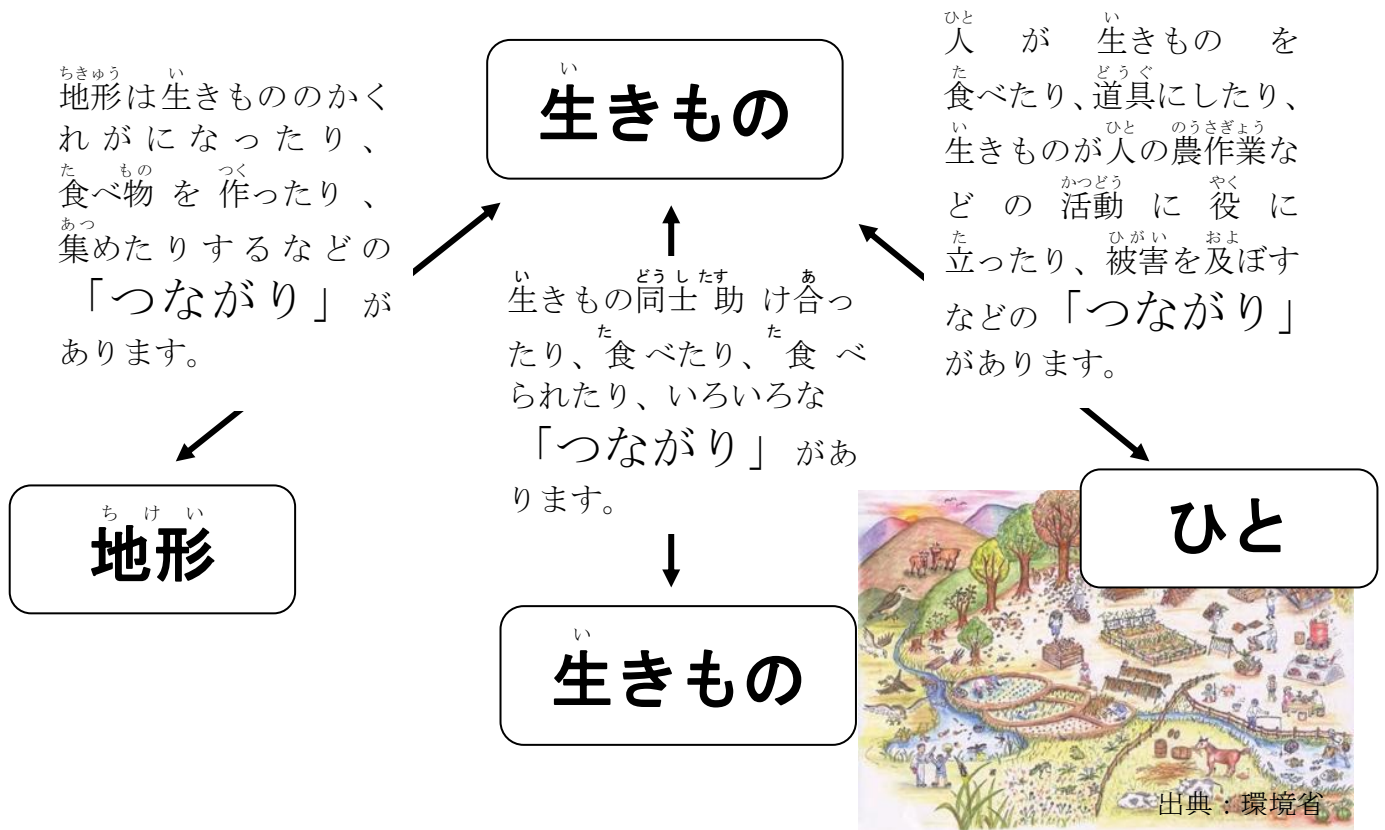 生きもの
地形は生きもののかく
れがになったり、
食べ物を作ったり、
集めたりするなどの
「つながり」が
あります。
生きもの同士助け合っ
たり、食べたり、食べ
られたり、いろいろな
「つながり」があ
ります。
人が生きものを
食べたり、道具にしたり、
生きものが人の農作業な
どの活動に役に
立ったり、被害を及ぼす
などの「つながり」
があります。
地形
生きもの
ひと
出典：環境省